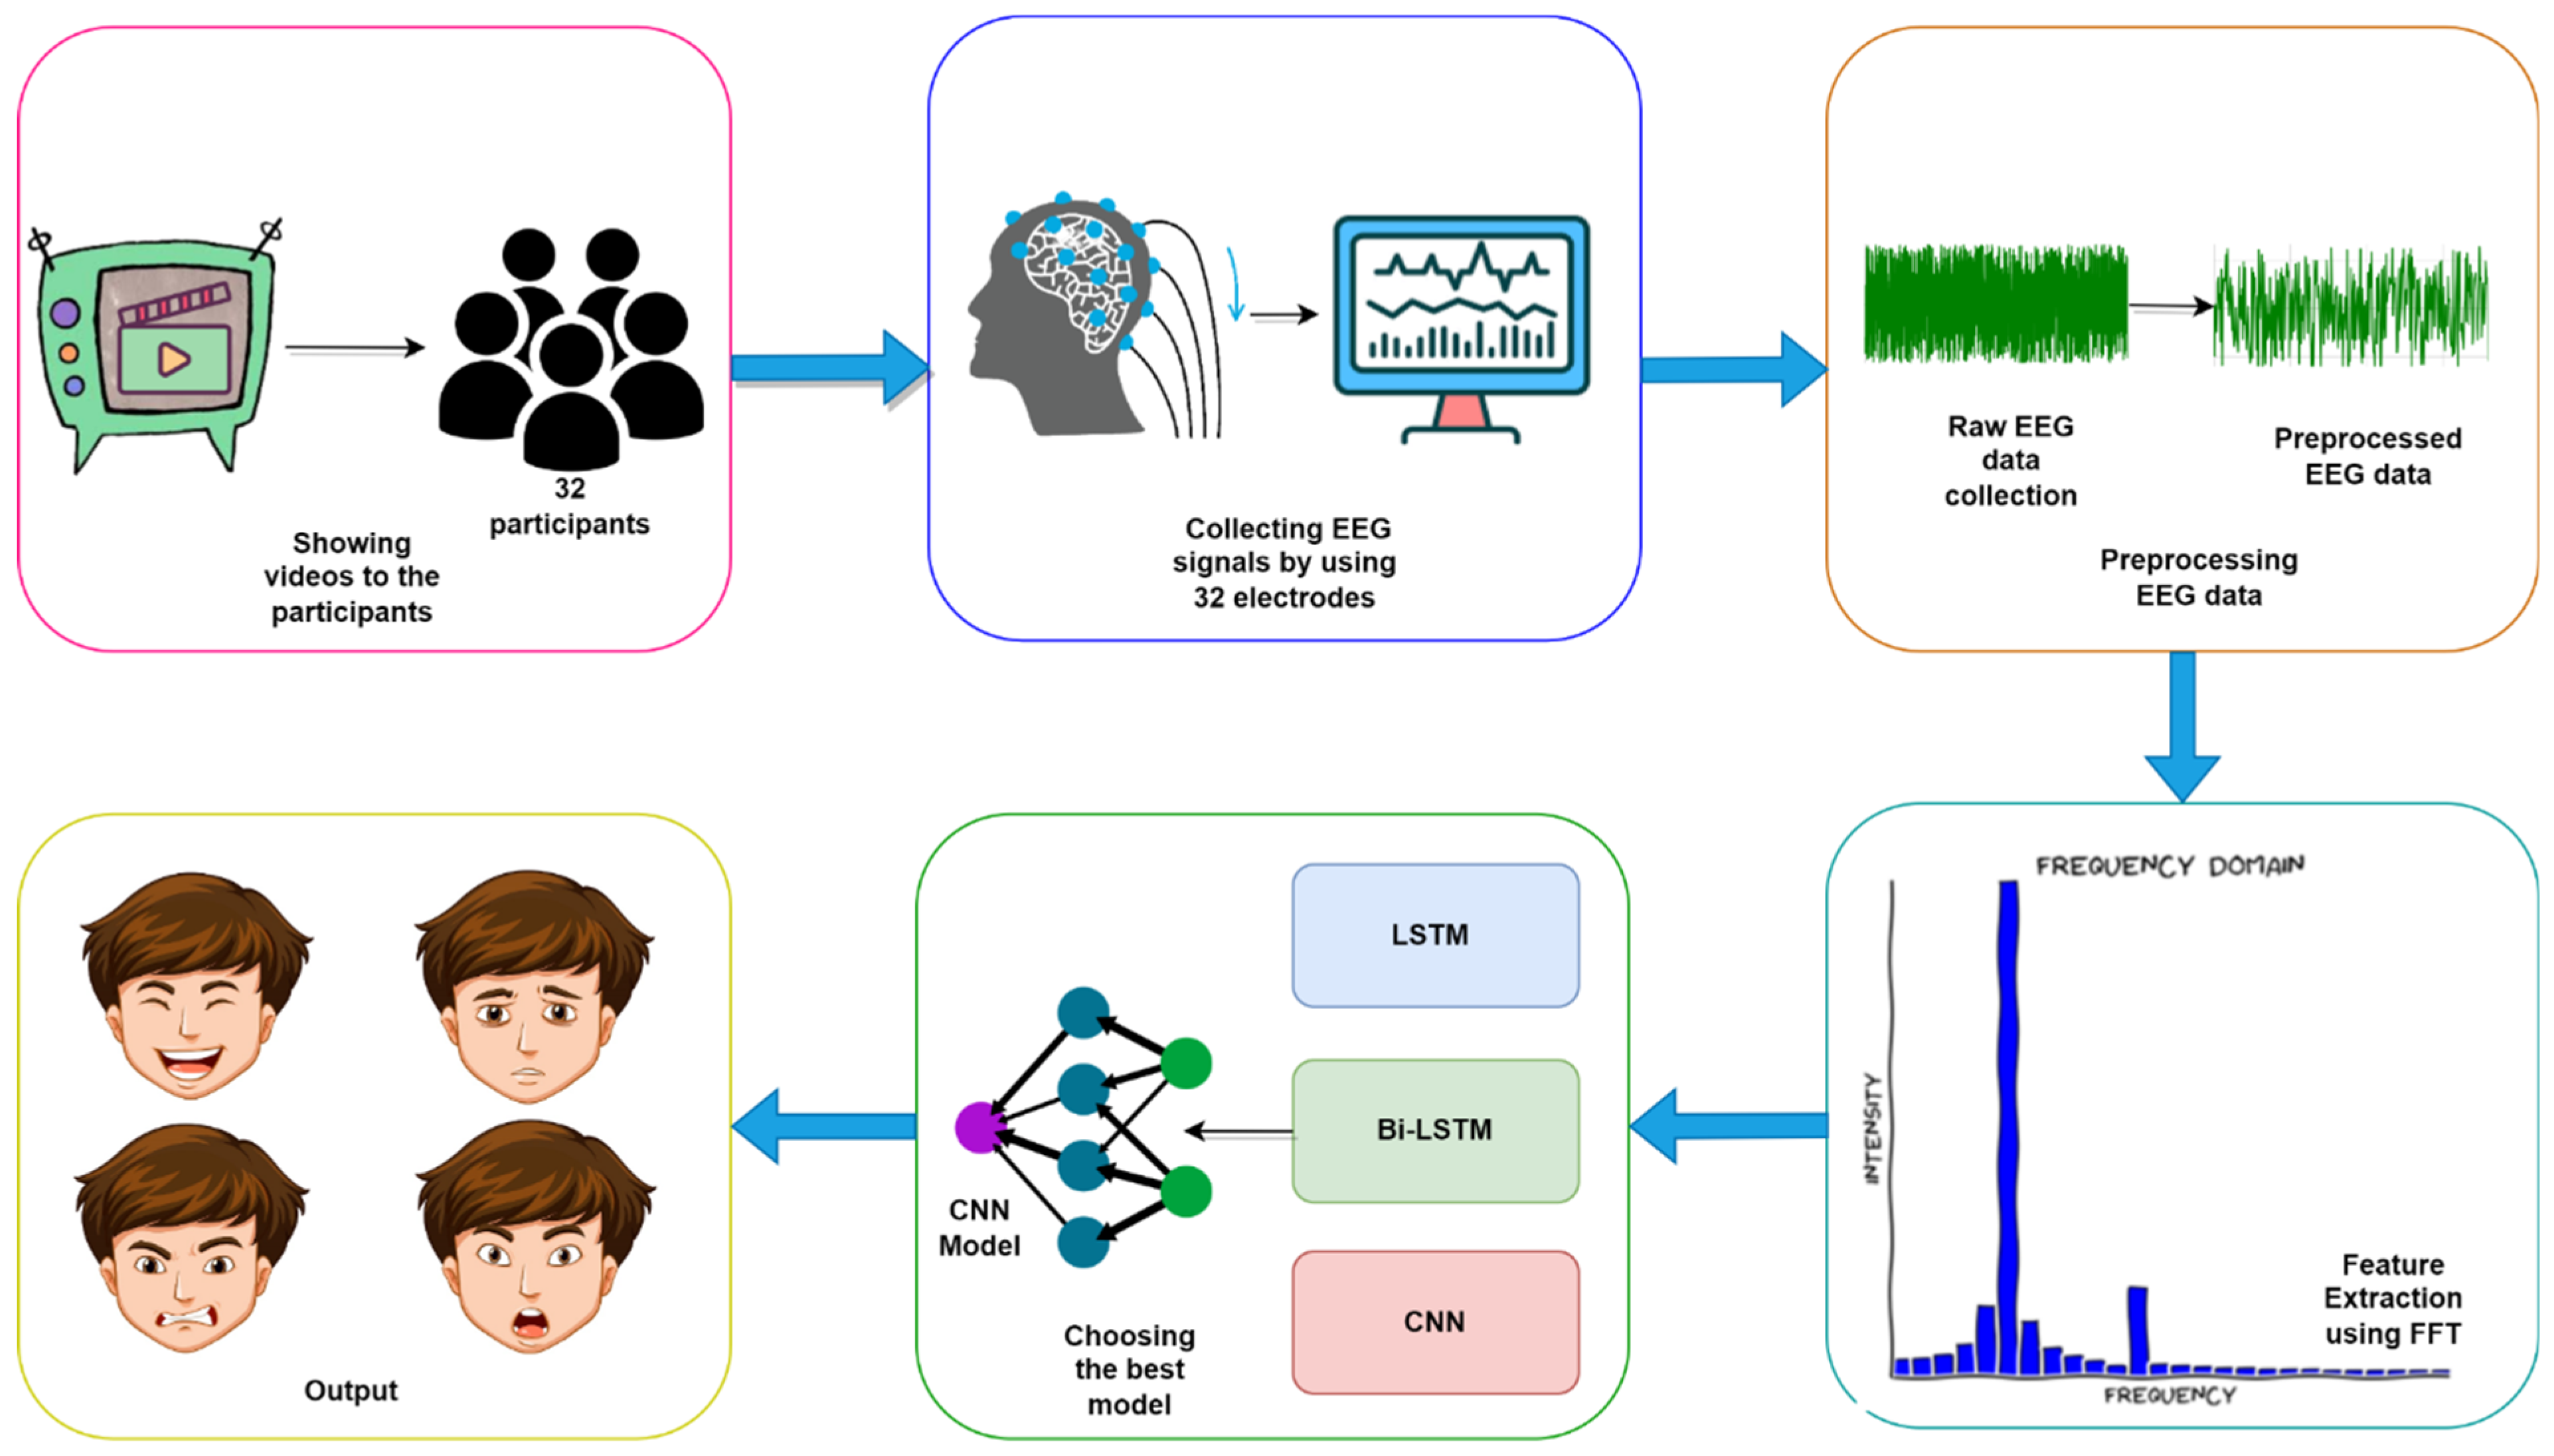 32
participants
Showing
videos to the
participants
Collecting EEG
signals by using
32 electrodes
Raw EEG
data
collection
Preprocessed
EEG data
Preprocessing
EEG data
FREQUENCY DOMAIN
INTENSITY
FREQUENCY
Feature
Extraction
using FFT
LSTM
Bi-LSTM
CNN
CNN
Model
Choosing
the best
model
Output